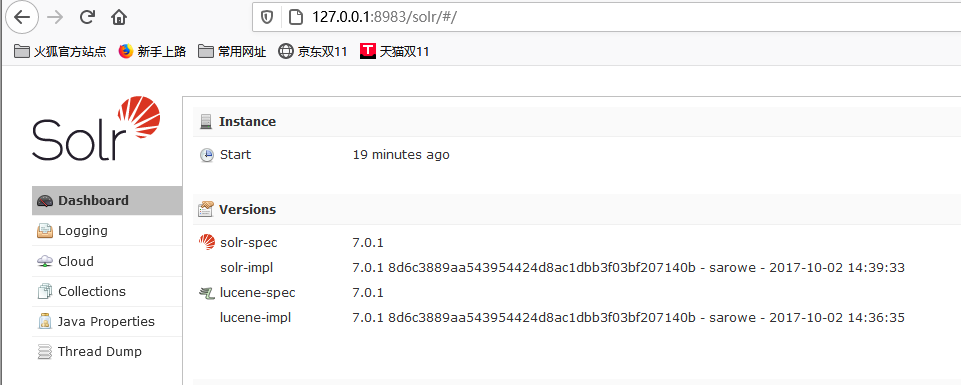 127.0.0.1:8983/solr/#/
火狐官方站点 新手上路 常用网址 京东双11 T 天猫双11
Solr
Instance
Start 19 minutes ago
Versions
Dashboard
Logging
Cloud
Collections
Java Properties
Thread Dump
solr-spec 7.0.1
solr-impl 7.0.1 8d6c3889aa543954424d8ac1dbb3f03bf207140b - sarowe - 2017-10-02 14:39:33
lucene-spec 7.0.1
lucene-impl 7.0.1 8d6c3889aa543954424d8ac1dbb3f03bf207140b - sarowe - 2017-10-02 14:36:35